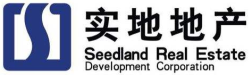 实地地产
Seedland Real Estate
Development Corporation